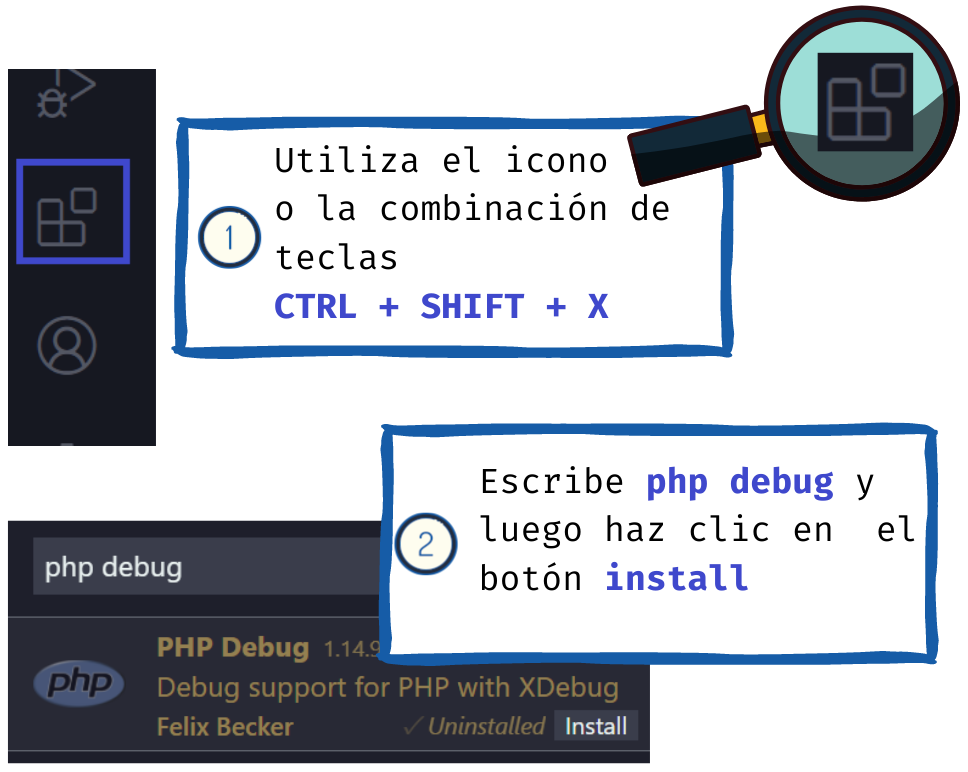 1
Utiliza el icono
o la combinación de
teclas
CTRL + SHIFT + X
2
Escribe php debug y
luego haz clic en el
botón install
php debug
php
PHP Debug 1.14.9
Debug support for PHP with XDebug
Felix Becker
✓ Uninstalled Install